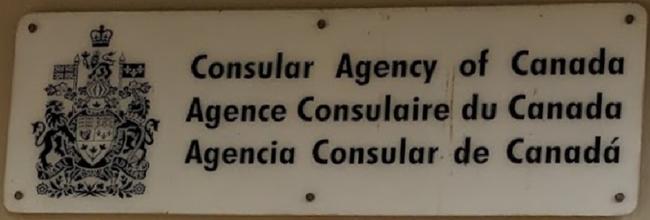 Consular Agency of Canada
Agence Consulaire du Canada
Agencia Consular de Canadá